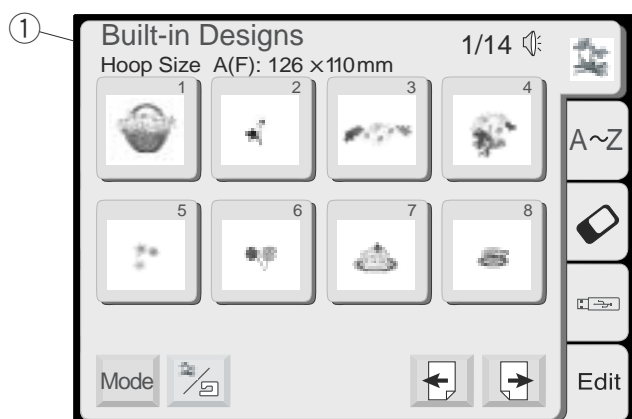 1
Built-in Designs
1/14
Hoop Size A(F): 126 ×110mm
1 2 3 4
A~Z
5 6 7 8
Mode
Edit